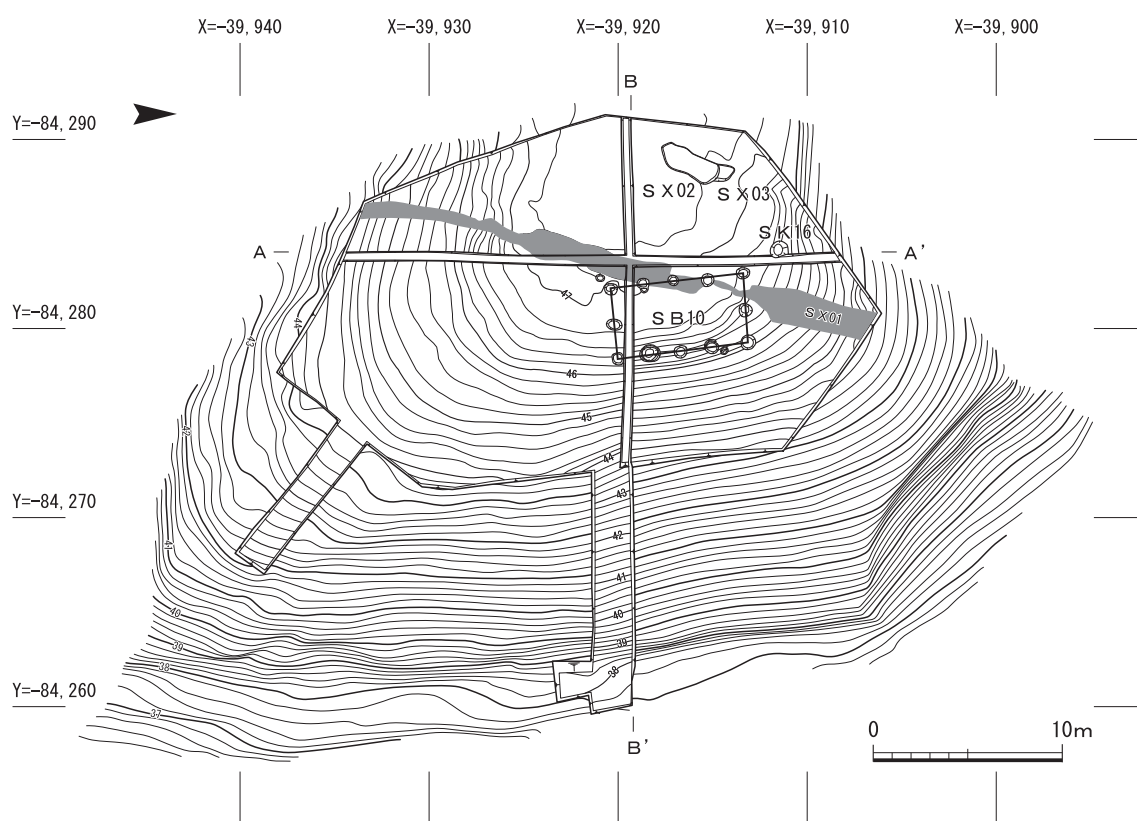 X=−39,940
X=−39,930
X=−39,920
X=−39,910
X=−39,900
B
Y=−84,290
SX02
SX03
SK16
A
A'
47
Y=−84,280
44
SB10
SX01
43
46
45
42
44
43
Y=−84,270
42
41
41
40
40
39
39
38
38
Y=−84,260
37
0
10m
B'